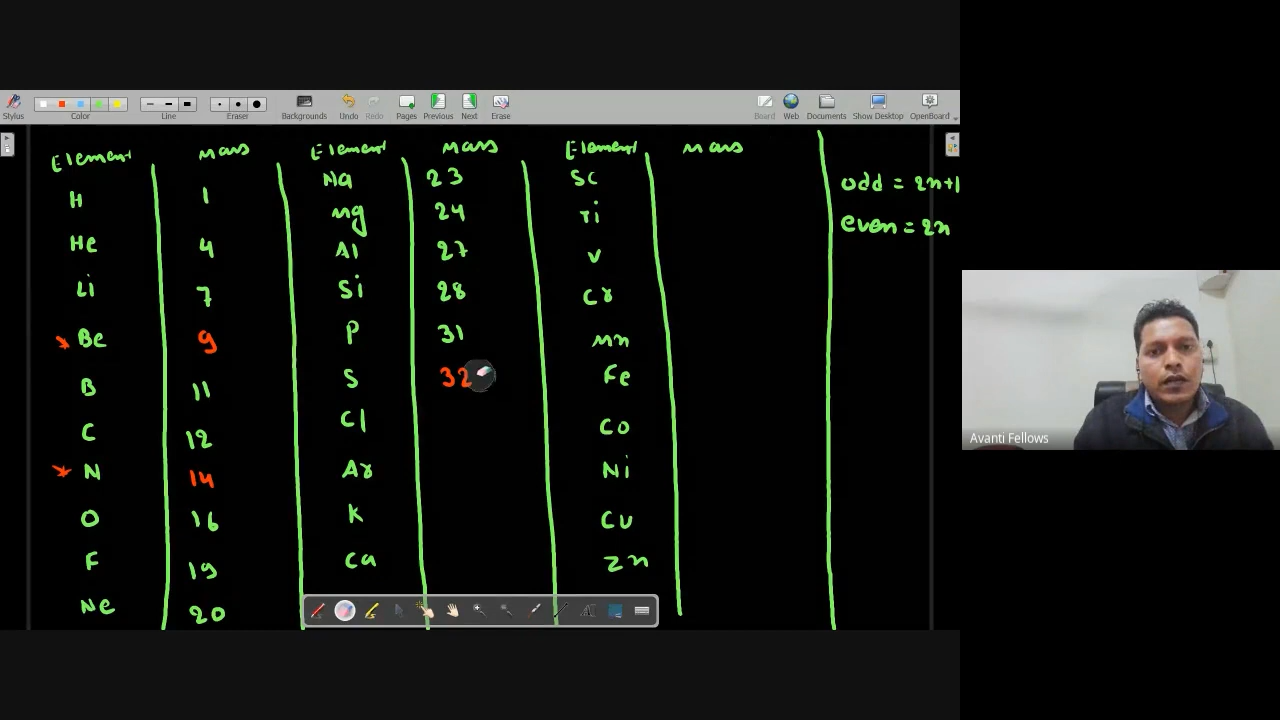 Stylus Color Line Eraser Backgrounds Undo Redo Pages Previous Next Erase Board Web Documents Show Desktop OpenBoard
Element Mass Element Mass Element Mass
H 1 Na 23 Sc odd = 2n+1
He 4 Mg 24 Ti even = 2n
Li 7 Al 27 V
Be 9 Si 28 Cr
B 11 P 31 Mn
C 12 S 32 Fe
N 14 Cl Co
O 16 Ar Ni
F 19 K Cu
Ne 20 Ca Zn
Avanti Fellows